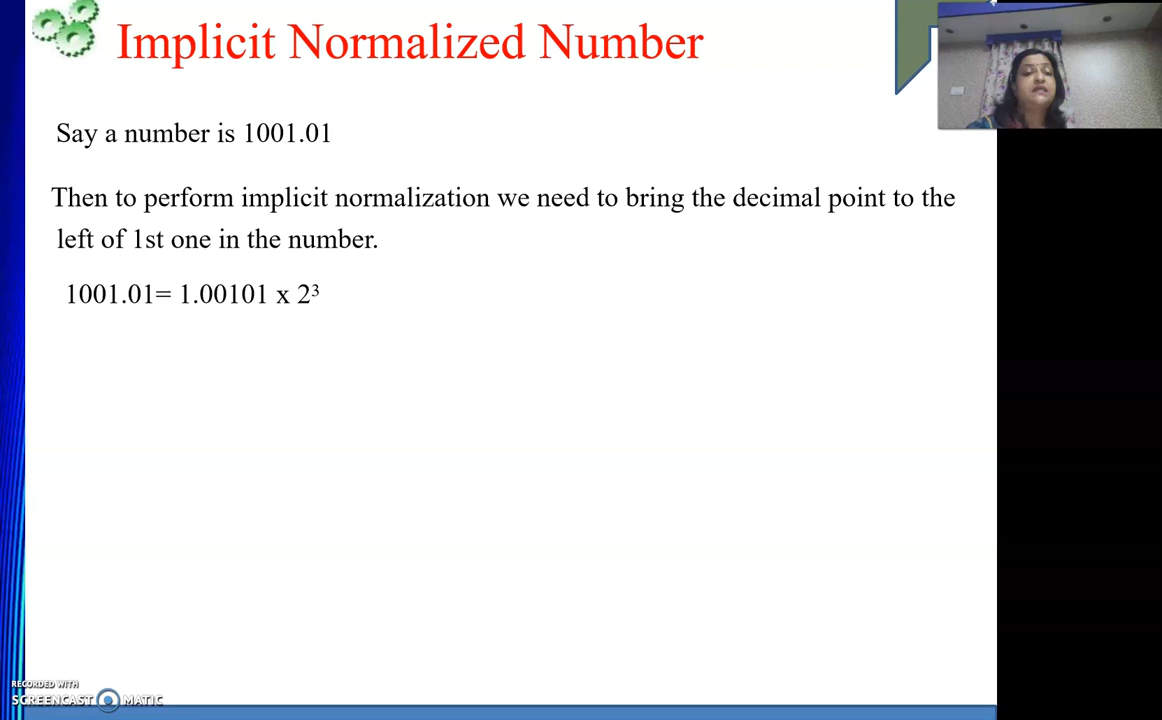 Implicit Normalized Number
Say a number is 1001.01
Then to perform implicit normalization we need to bring the decimal point to the
left of 1st one in the number.
1001.01= 1.00101 x 2³
RECORDED WITH
SCREENCAST MATIC